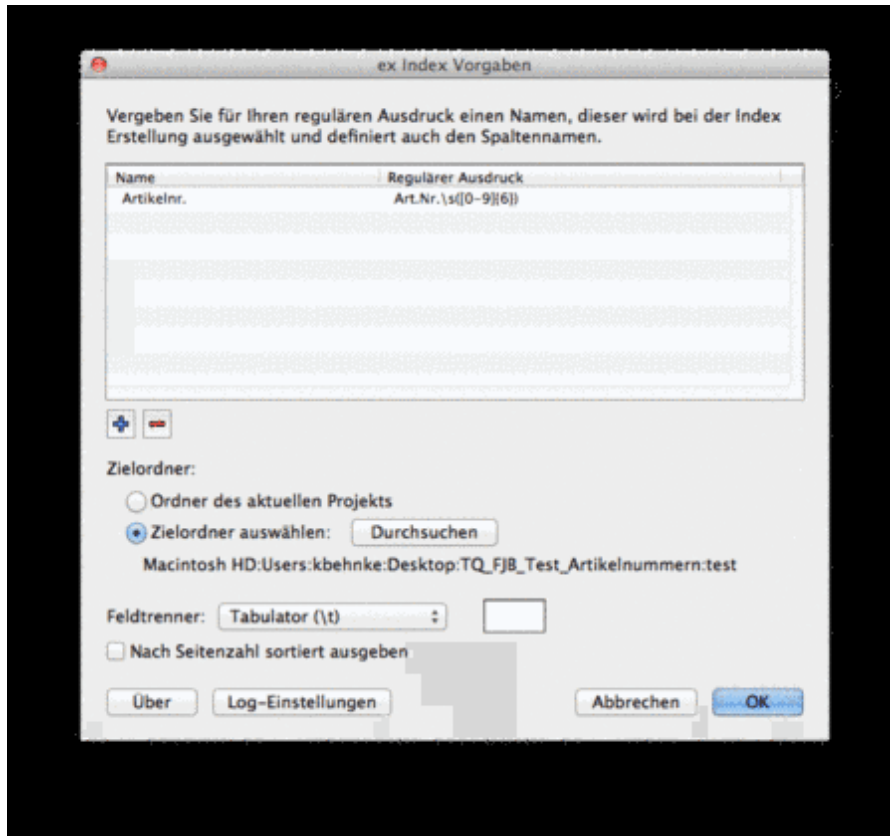 ex Index Vorgaben
Vergeben Sie für Ihren regulären Ausdruck einen Namen, dieser wird bei der Index
Erstellung ausgewählt und definiert auch den Spaltennamen.
Name Regulärer Ausdruck
Artikelnr. Art.Nr.\s([0-9]{6})
Zielordner:
Ordner des aktuellen Projekts
Zielordner auswählen: Durchsuchen
Macintosh HD:Users:kbehnke:Desktop:TQ_FJB_Test_Artikelnummern:test
Feldtrenner: Tabulator (\t)
Nach Seitenzahl sortiert ausgeben
Über Log-Einstellungen Abbrechen OK